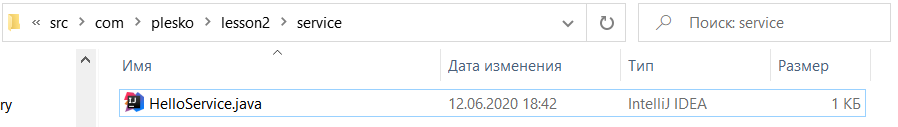 « src > com > plesko > lesson2 > service Поиск: service
Имя Дата изменения Тип Размер
ry HelloService.java 12.06.2020 18:42 IntelliJ IDEA 1 КБ